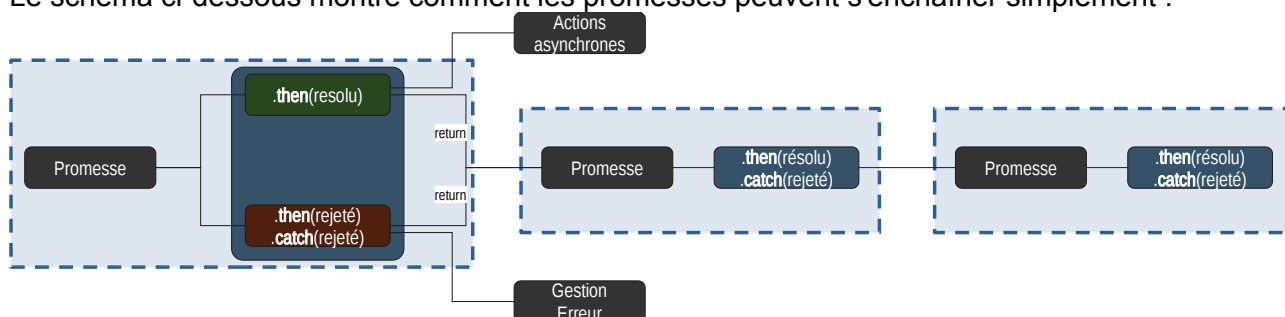 Le schéma ci-dessous montre comment les promesses peuvent s'enchaîner simplement :
Actions
asynchrones
.then(resolu)
return
Promesse
return
.then(rejeté)
.catch(rejeté)
Promesse
.then(résolu)
.catch(rejeté)
Promesse
.then(résolu)
.catch(rejeté)
Gestion
Erreur